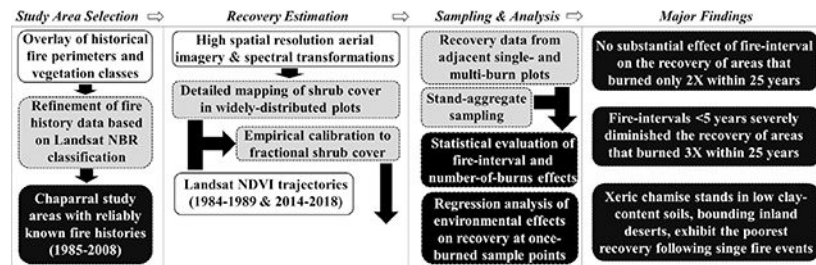 Study Area Selection
Overlay of historical
fire perimeters and
vegetation classes
Refinement of fire
history data based
on Landsat NBR
classification
Chaparral study
areas with reliably
known fire histories
(1985-2008)
Recovery Estimation
High spatial resolution aerial
imagery & spectral transformations
Detailed mapping of shrub cover
in widely-distributed plots
Empirical calibration to
fractional shrub cover
Landsat NDVI trajectories
(1984-1989 & 2014-2018)
Sampling & Analysis
Recovery data from
adjacent single- and
multi-burn plots
Stand-aggregate
sampling
Statistical evaluation of
fire-interval and
number-of-burns effects
Regression analysis of
environmental effects
on recovery at once-
burned sample points
Major Findings
No substantial effect of fire-interval
on the recovery of areas that
burned only 2X within 25 years
Fire-intervals <5 years severely
diminished the recovery of areas
that burned 3X within 25 years
Xeric chamise stands in low clay-
content soils, bounding inland
deserts, exhibit the poorest
recovery following singe fire events